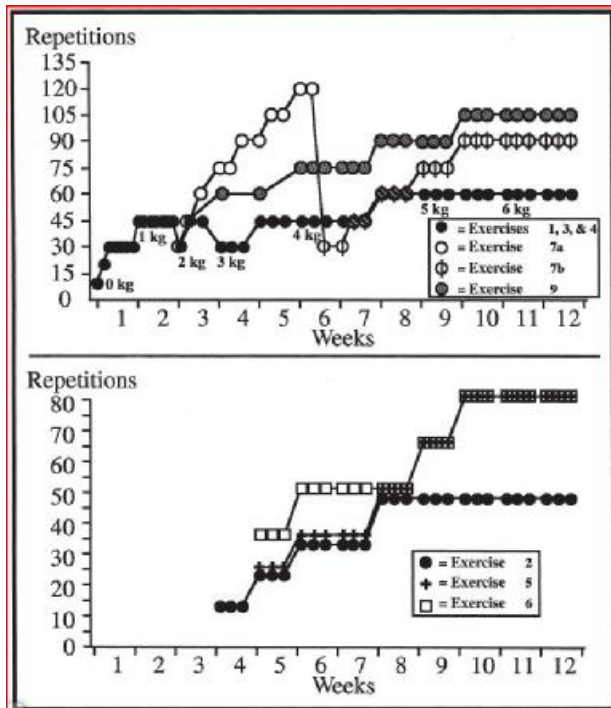 Repetitions
135
120
105
90
75
60
45
30
15
0
0 kg
1 kg
2 kg
3 kg
4 kg
5 kg
6 kg
● = Exercises 1, 3, & 4
○ = Exercise 7a
⦶ = Exercise 7b
● = Exercise 9
1 2 3 4 5 6 7 8 9 10 11 12
Weeks
Repetitions
80
70
60
50
40
30
20
10
0
● = Exercise 2
+ = Exercise 5
□ = Exercise 6
1 2 3 4 5 6 7 8 9 10 11 12
Weeks